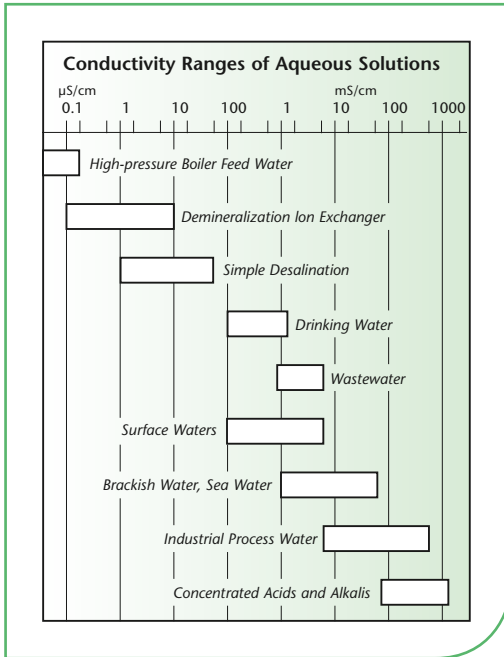 Conductivity Ranges of Aqueous Solutions
µS/cm mS/cm
0.1 1 10 100 1 10 100 1000
High-pressure Boiler Feed Water
Demineralization Ion Exchanger
Simple Desalination
Drinking Water
Wastewater
Surface Waters
Brackish Water, Sea Water
Industrial Process Water
Concentrated Acids and Alkalis